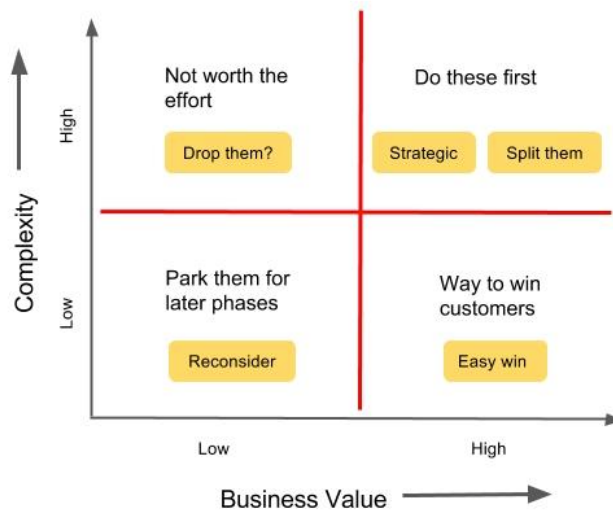 Complexity
High
Low
Not worth the
effort
Drop them?
Do these first
Strategic
Split them
Park them for
later phases
Reconsider
Way to win
customers
Easy win
Low
High
Business Value